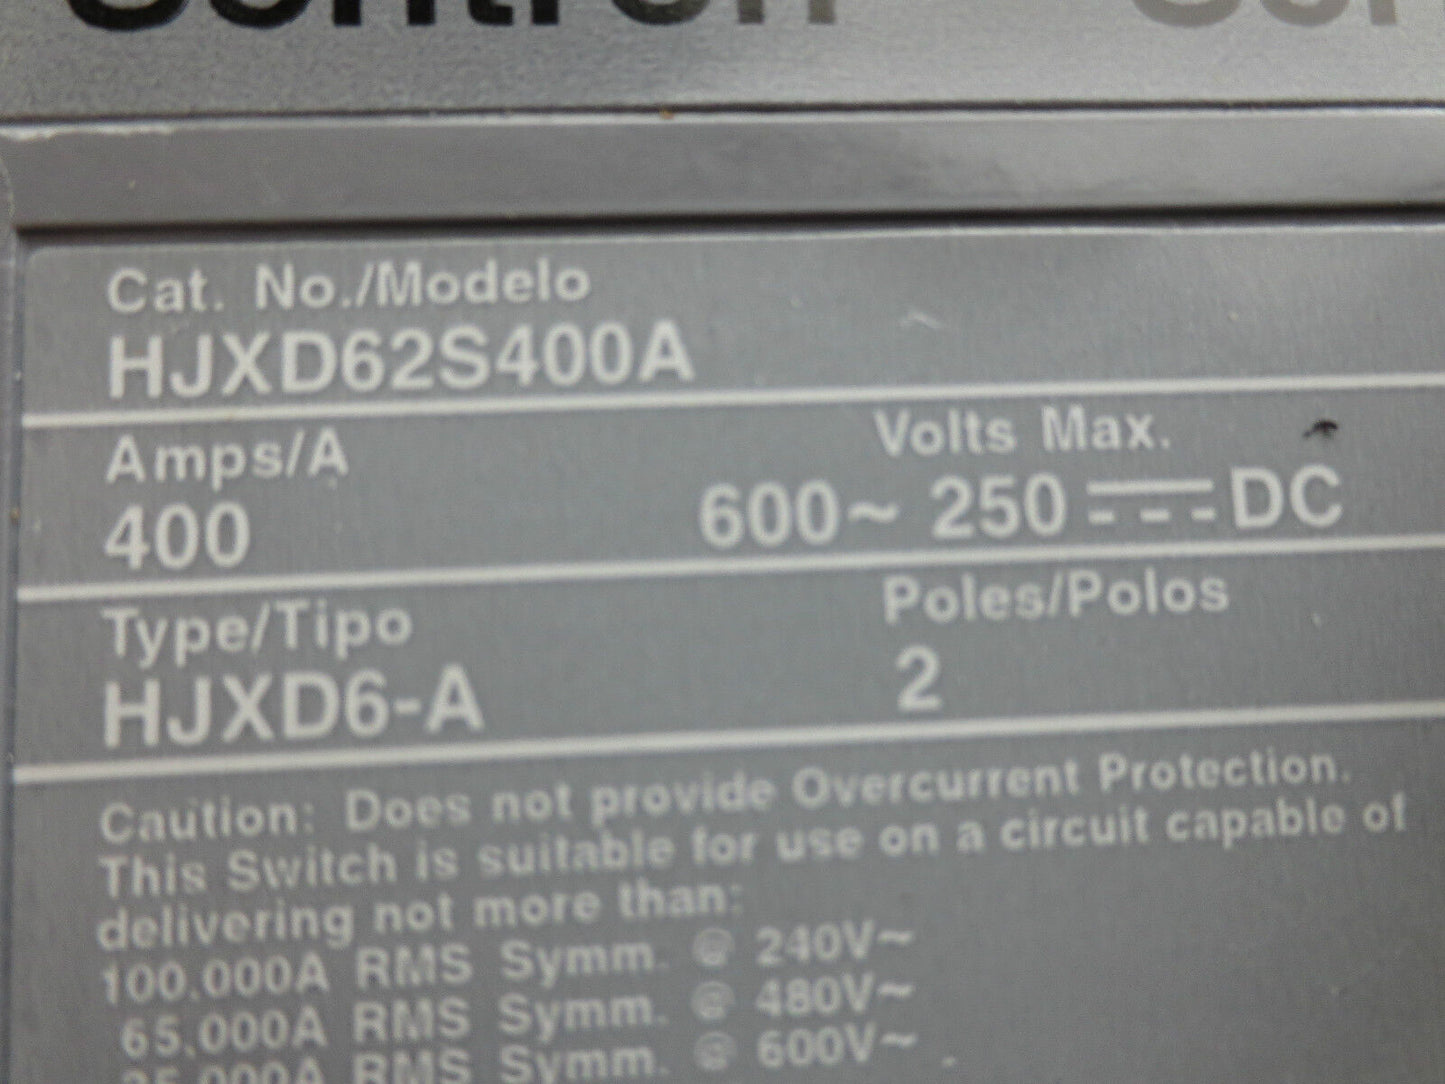 Cat. No./Modelo
HJXD62S400A
Amps/A Volts Max.
400 600~ 250 ⎓ DC
Type/Tipo Poles/Polos
HJXD6-A 2
Caution: Does not provide Overcurrent Protection.
This Switch is suitable for use on a circuit capable of
delivering not more than:
100,000A RMS Symm. @ 240V~
65,000A RMS Symm. @ 480V~
RMS Symm. @ 600V~